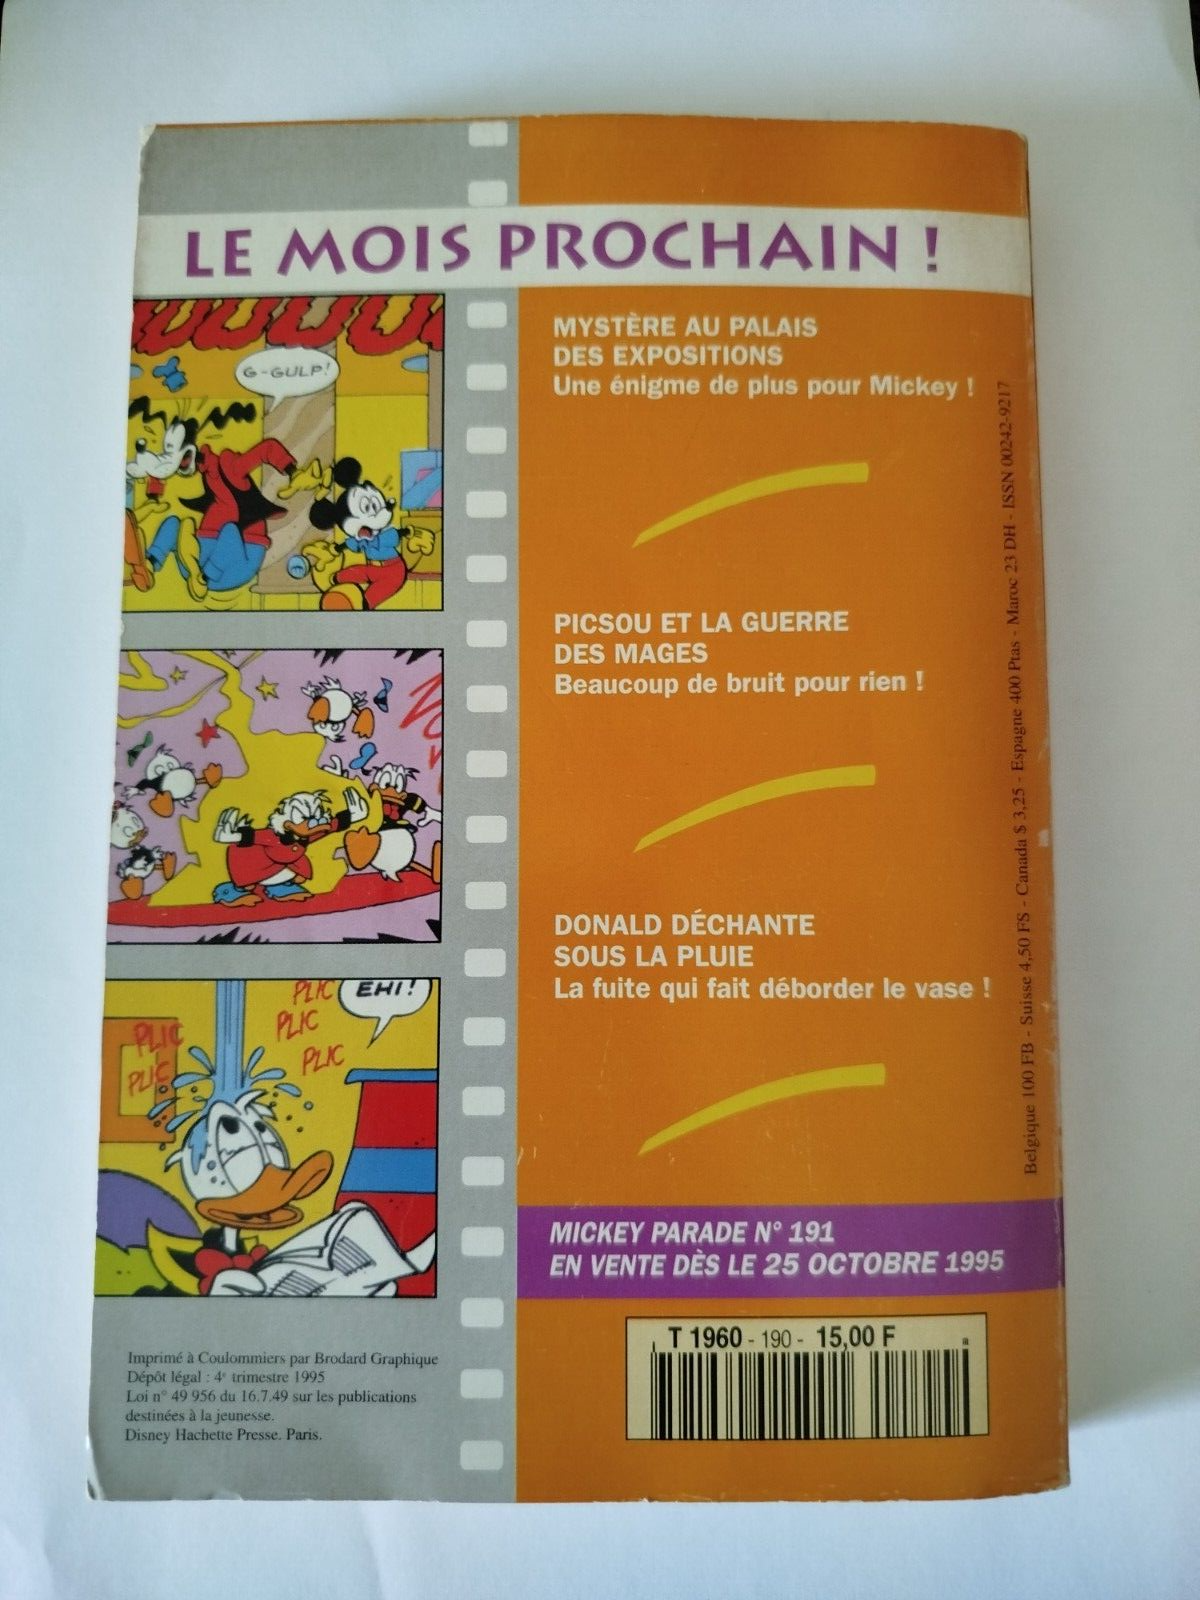 LE MOIS PROCHAIN !
G-GULP!
MYSTÈRE AU PALAIS
DES EXPOSITIONS
Une énigme de plus pour Mickey !
PICSOU ET LA GUERRE
DES MAGES
Beaucoup de bruit pour rien !
DONALD DÉCHANTE
SOUS LA PLUIE
La fuite qui fait déborder le vase !
PLIC
PLIC
PLIC
PLIC
PLIC
EHI!
Belgique 100 FB - Suisse 4,50 FS - Canada $ 3,25 - Espagne 400 Ptas - Maroc 23 DH - ISSN 00242-9217
MICKEY PARADE N° 191
EN VENTE DÈS LE 25 OCTOBRE 1995
T 1960 - 190 - 15,00 F
Imprimé à Coulommiers par Brodard Graphique
Dépôt légal : 4e trimestre 1995
Loi n° 49 956 du 16.7.49 sur les publications
destinées à la jeunesse.
Disney Hachette Presse. Paris.